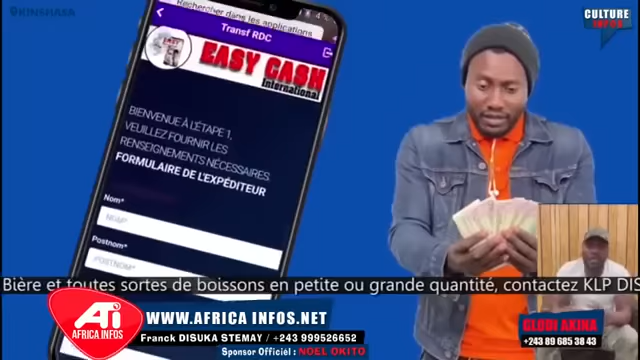 @KINSHASA
Rechercher dans les applications
CULTURE
INFOS
Transf RDC
EASY CASH
International
BIENVENUE À L'ÉTAPE 1,
VEUILLEZ FOURNIR LES
RENSEIGNEMENTS NÉCESSAIRES.
FORMULAIRE DE L'EXPÉDITEUR
Nom*
NOM*
Postnom*
POSTNOM*
Bière et toutes sortes de boissons en petite ou grande quantité, contactez KLP DIS
Ai
AFRICA INFOS
WWW.AFRICA INFOS.NET
Franck DISUKA STEMAY / +243 999526652
Sponsor Officiel : NOEL OKITO
GLODI AKINA
+243 89 685 38 43